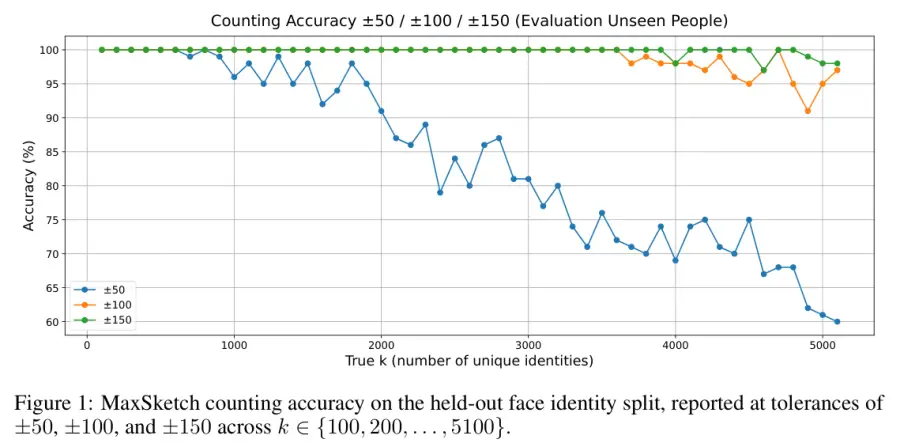 Counting Accuracy ±50 / ±100 / ±150 (Evaluation Unseen People)
100
95
90
85
80
75
70
65
60
Accuracy (%)
±50
±100
±150
0 1000 2000 3000 4000 5000
True k (number of unique identities)
Figure 1: MaxSketch counting accuracy on the held-out face identity split, reported at tolerances of
±50, ±100, and ±150 across k ∈ {100, 200, . . . , 5100}.